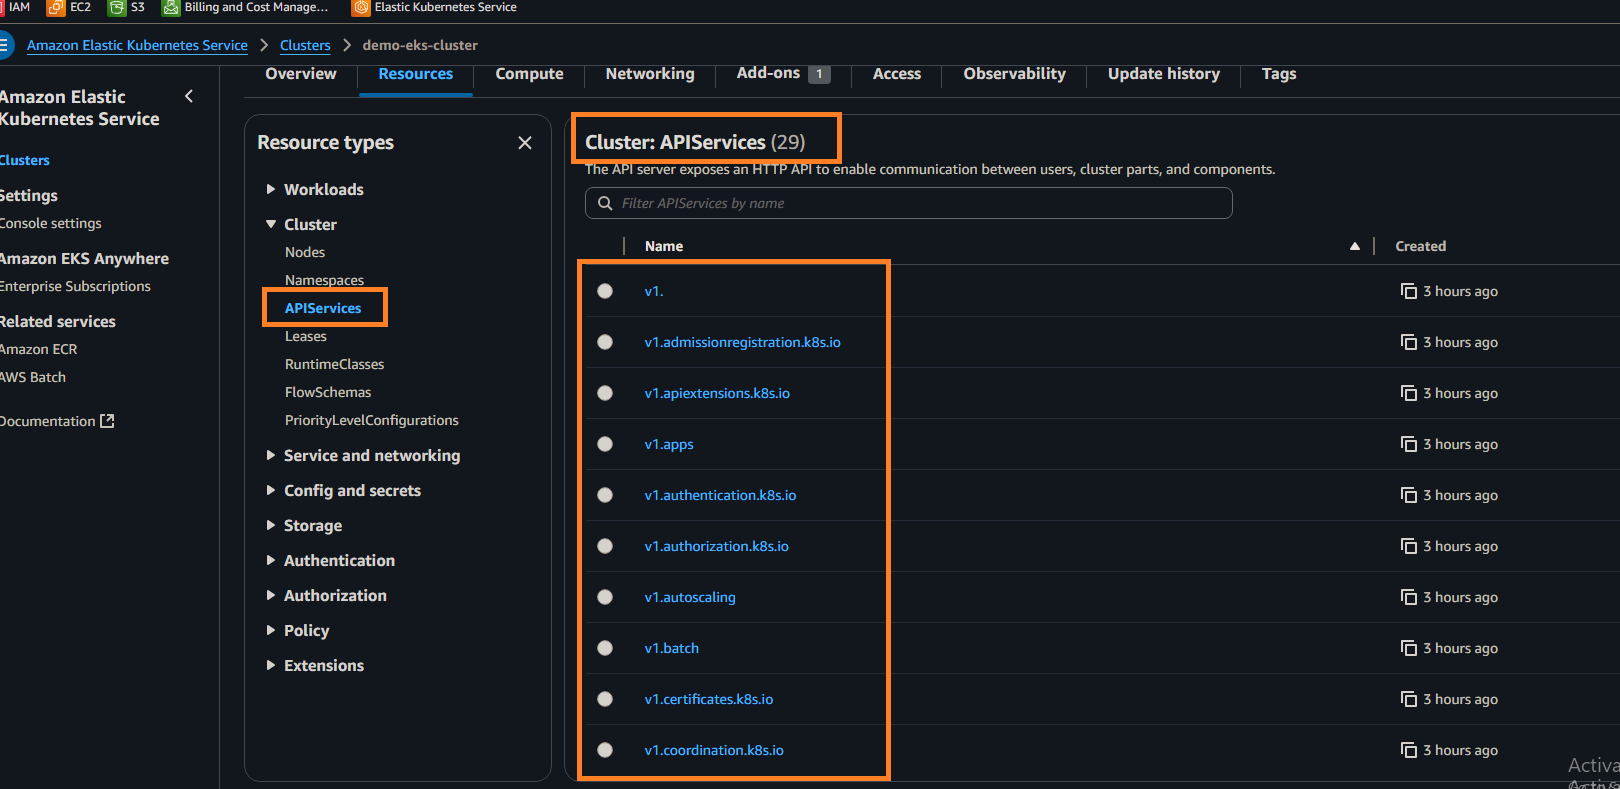 IAM EC2 S3 Billing and Cost Manage... Elastic Kubernetes Service
Amazon Elastic Kubernetes Service Clusters demo-eks-cluster
Overview Resources Compute Networking Add-ons 1 Access Observability Update history Tags
Amazon Elastic
Kubernetes Service
Clusters
Settings
Console settings
Amazon EKS Anywhere
Enterprise Subscriptions
Related services
Amazon ECR
AWS Batch
Documentation
Resource types
Workloads
Cluster
Nodes
Namespaces
APIServices
Leases
RuntimeClasses
FlowSchemas
PriorityLevelConfigurations
Service and networking
Config and secrets
Storage
Authentication
Authorization
Policy
Extensions
Cluster: APIServices (29)
The API server exposes an HTTP API to enable communication between users, cluster parts, and components.
Filter APIServices by name
Name Created
v1. 3 hours ago
v1.admissionregistration.k8s.io 3 hours ago
v1.apiextensions.k8s.io 3 hours ago
v1.apps 3 hours ago
v1.authentication.k8s.io 3 hours ago
v1.authorization.k8s.io 3 hours ago
v1.autoscaling 3 hours ago
v1.batch 3 hours ago
v1.certificates.k8s.io 3 hours ago
v1.coordination.k8s.io 3 hours ago
Activa